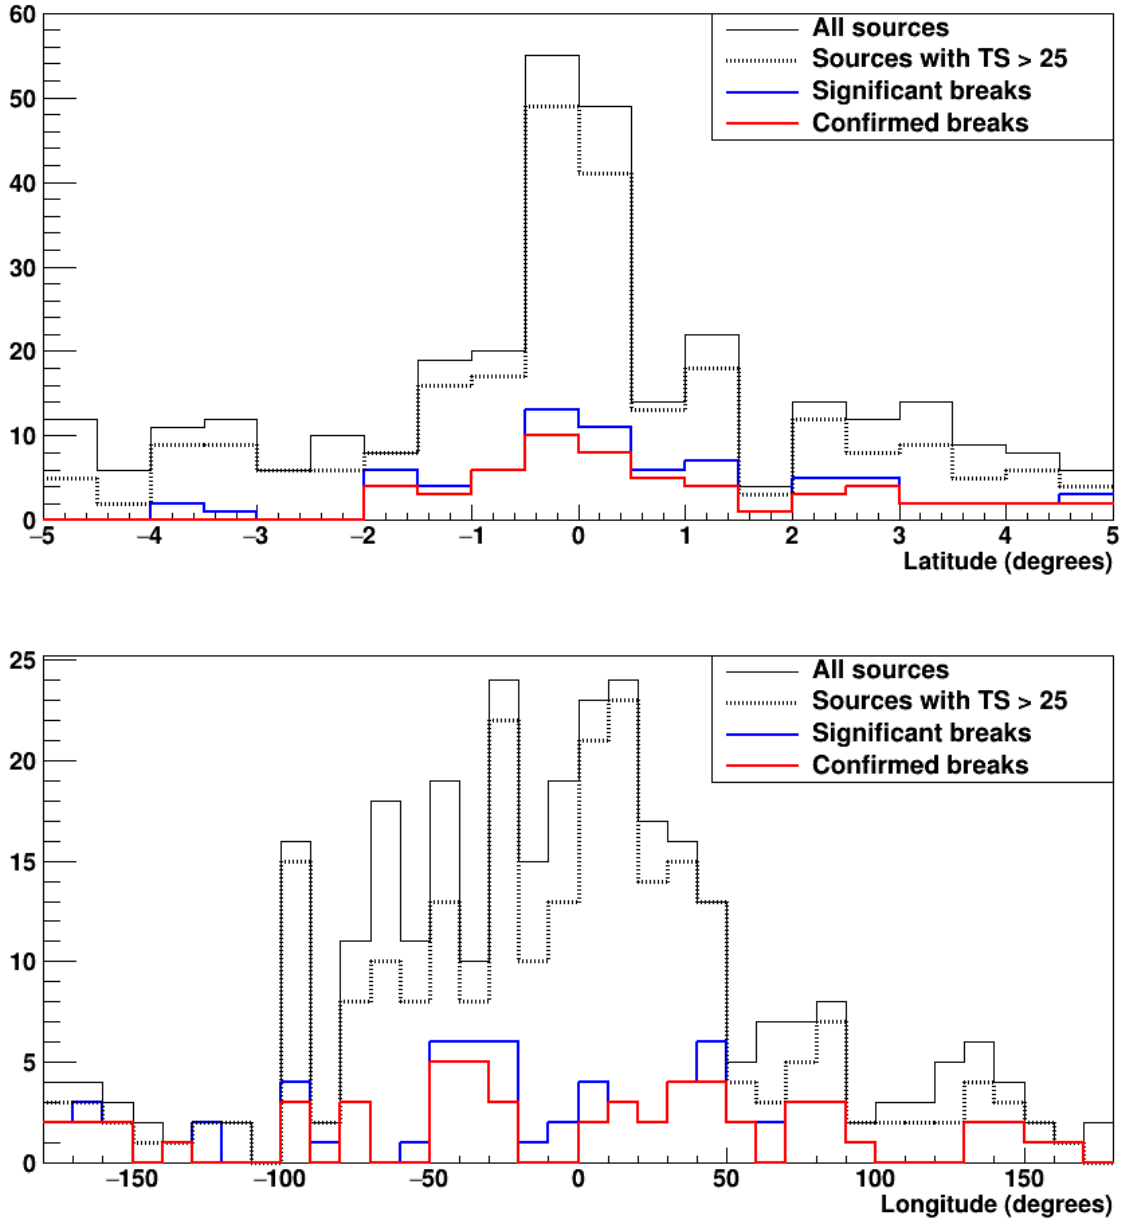 60
50
40
30
20
10
0
All sources
Sources with TS > 25
Significant breaks
Confirmed breaks
−5 −4 −3 −2 −1 0 1 2 3 4 5
Latitude (degrees)
25
20
15
10
5
0
All sources
Sources with TS > 25
Significant breaks
Confirmed breaks
−150 −100 −50 0 50 100 150
Longitude (degrees)